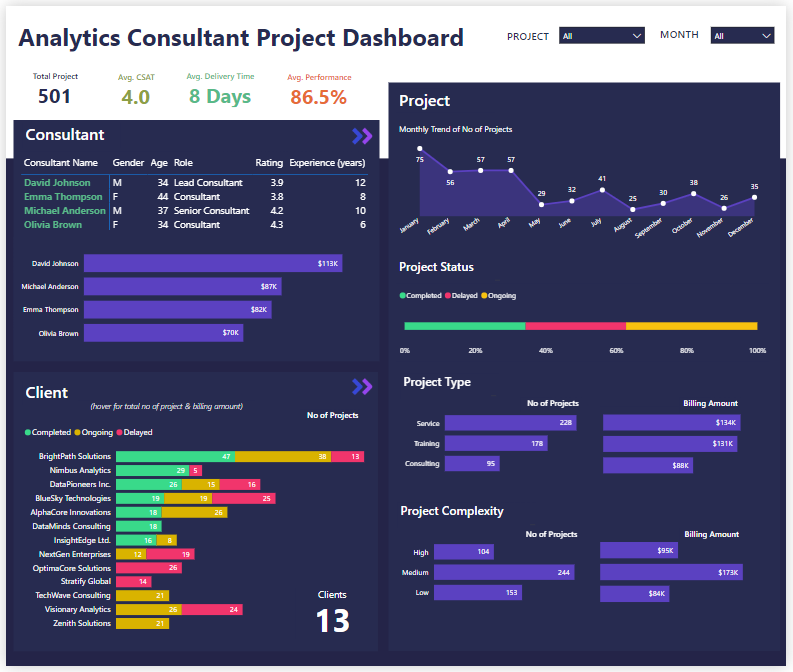 Analytics Consultant Project Dashboard
PROJECT All MONTH All
Total Project Avg. CSAT Avg. Delivery Time Avg. Performance
501 4.0 8 Days 86.5%
Consultant
Consultant Name Gender Age Role Rating Experience (years)
David Johnson M 34 Lead Consultant 3.9 12
Emma Thompson F 44 Consultant 3.8 8
Michael Anderson M 37 Senior Consultant 4.2 10
Olivia Brown F 34 Consultant 4.3 6
David Johnson $113K
Michael Anderson $87K
Emma Thompson $82K
Olivia Brown $70K
Client
(hover for total no of project & billing amount)
No of Projects
Completed Ongoing Delayed
BrightPath Solutions 47 38 13
Nimbus Analytics 29 5
DataPioneers Inc. 26 15 16
BlueSky Technologies 19 19 25
AlphaCore Innovations 18 26
DataMinds Consulting 18
InsightEdge Ltd. 16 8
NextGen Enterprises 12 19
OptimaCore Solutions 26
Stratify Global 14
TechWave Consulting 21
Visionary Analytics 26 24
Zenith Solutions 21
Clients
13
Project
Monthly Trend of No of Projects
75 56 57 57 29 32 41 25 30 38 26 35
January February March April May June July August September October November December
Project Status
Completed Delayed Ongoing
0% 20% 40% 60% 80% 100%
Project Type
No of Projects Billing Amount
Service 228 $134K
Training 178 $131K
Consulting 95 $88K
Project Complexity
No of Projects Billing Amount
High 104 $95K
Medium 244 $173K
Low 153 $84K